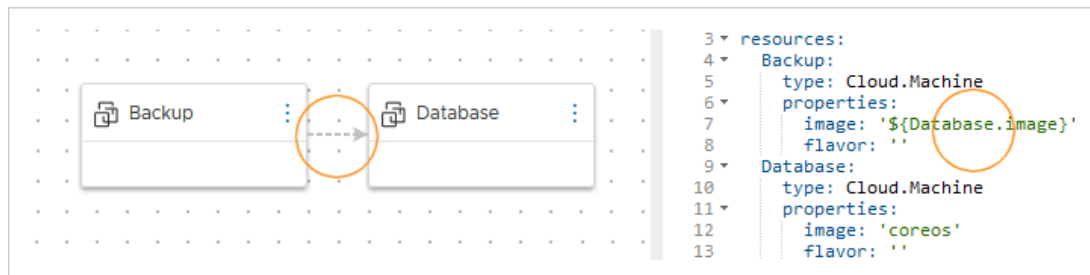 Backup
Database
3 resources:
4 Backup:
5 type: Cloud.Machine
6 properties:
7 image: '${Database.image}'
8 flavor: ''
9 Database:
10 type: Cloud.Machine
11 properties:
12 image: 'coreos'
13 flavor: ''